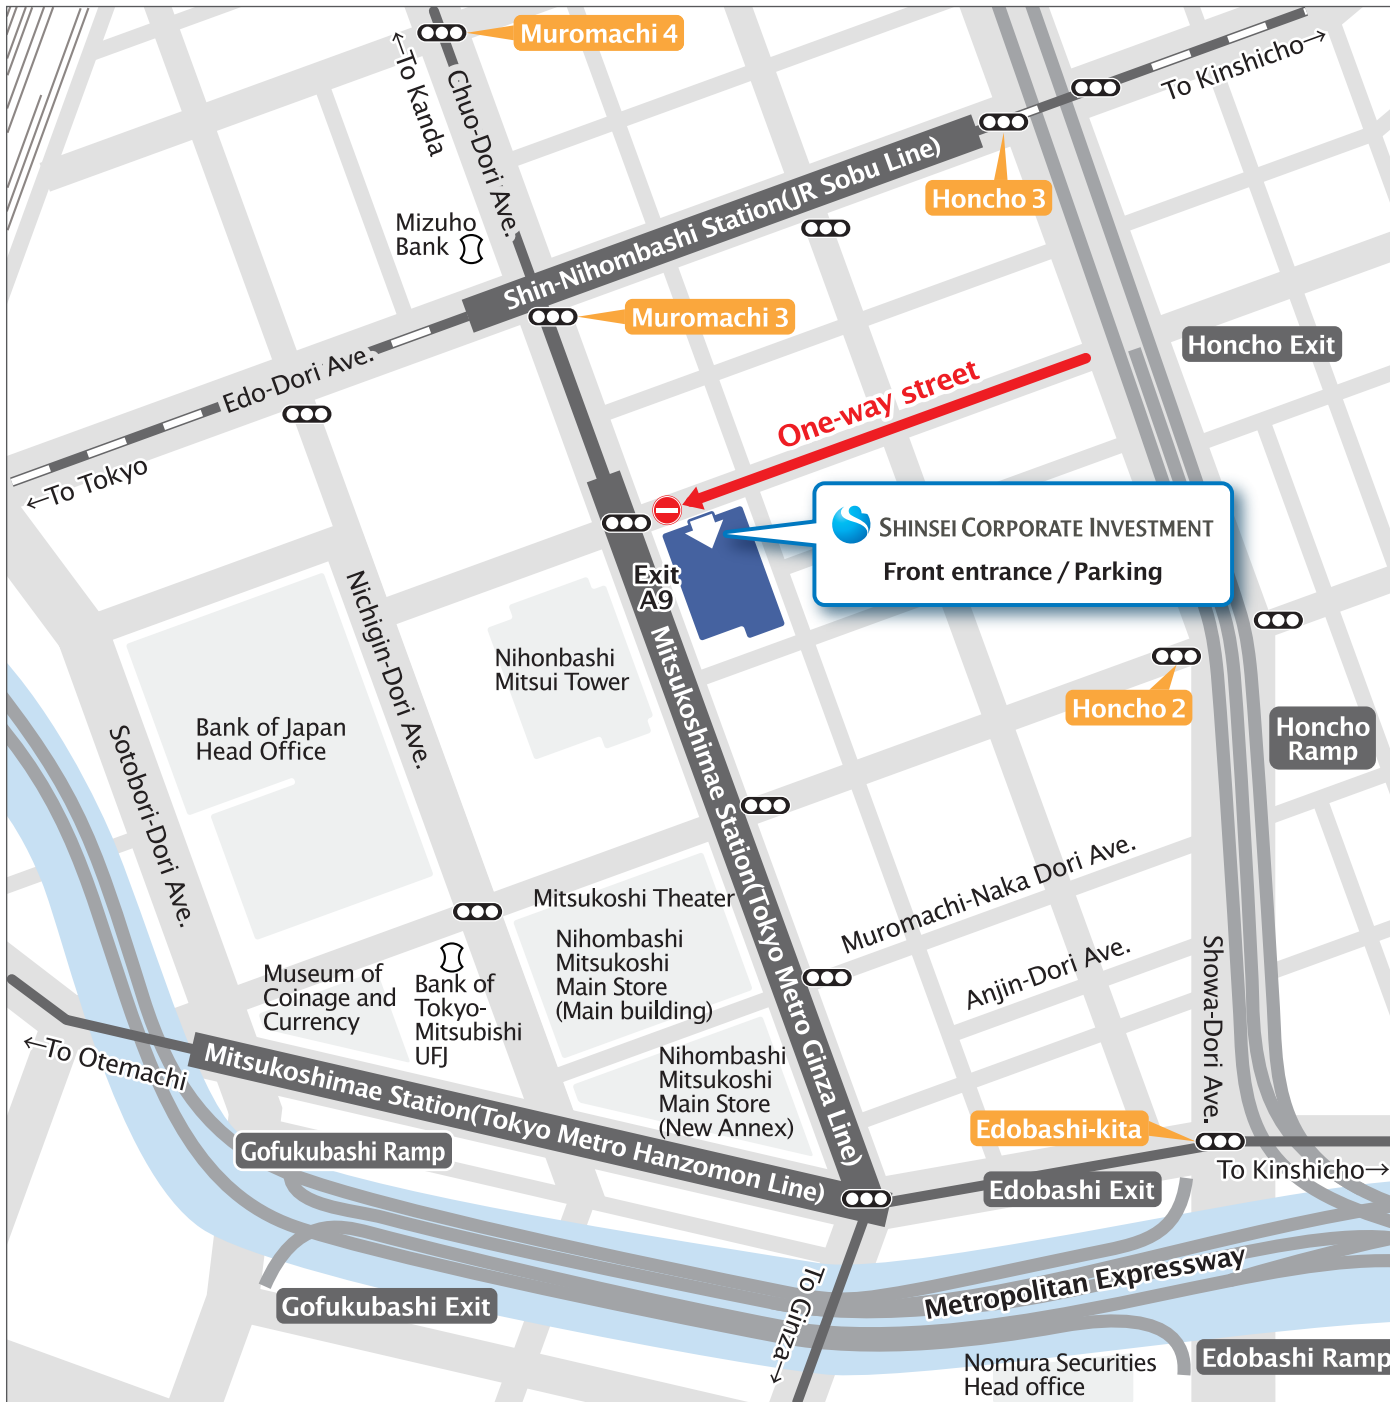 Muromachi 4
←To Kanda
Chuo-Dori Ave.
To Kinshicho→
Honcho 3
Shin-Nihombashi Station(JR Sobu Line)
Mizuho
Bank
Muromachi 3
Honcho Exit
Edo-Dori Ave.
One-way street
←To Tokyo
SHINSEI CORPORATE INVESTMENT
Front entrance / Parking
Exit
A9
Nichigin-Dori Ave.
Nihonbashi
Mitsui Tower
Mitsukoshimae Station(Tokyo Metro Ginza Line)
Honcho 2
Honcho
Ramp
Bank of Japan
Head Office
Sotobori-Dori Ave.
Muromachi-Naka Dori Ave.
Mitsukoshi Theater
Nihombashi
Mitsukoshi
Main Store
(Main building)
Anjin-Dori Ave.
Showa-Dori Ave.
Museum of
Coinage and
Currency
Bank of
Tokyo-
Mitsubishi
UFJ
←To Otemachi
Mitsukoshimae Station(Tokyo Metro Hanzomon Line)
Nihombashi
Mitsukoshi
Main Store
(New Annex)
Edobashi-kita
Gofukubashi Ramp
To Kinshicho→
Edobashi Exit
Gofukubashi Exit
To Ginza→
Metropolitan Expressway
Nomura Securities
Head office
Edobashi Ramp